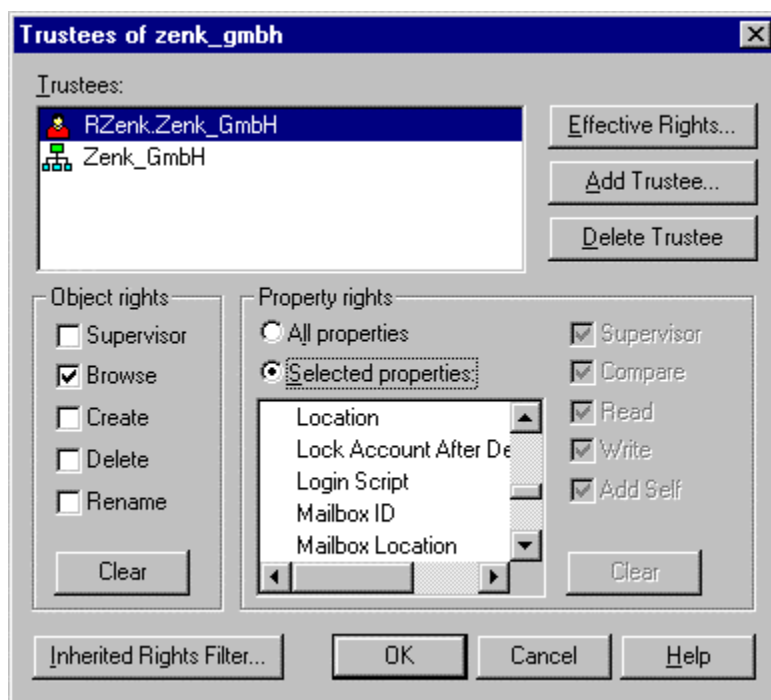 Trustees of zenk_gmbh
Trustees:
RZenk.Zenk_GmbH
Zenk_GmbH
Effective Rights...
Add Trustee...
Delete Trustee
Object rights
Supervisor
Browse
Create
Delete
Rename
Clear
Property rights
All properties
Selected properties:
Location
Lock Account After De
Login Script
Mailbox ID
Mailbox Location
Supervisor
Compare
Read
Write
Add Self
Clear
Inherited Rights Filter...
OK
Cancel
Help